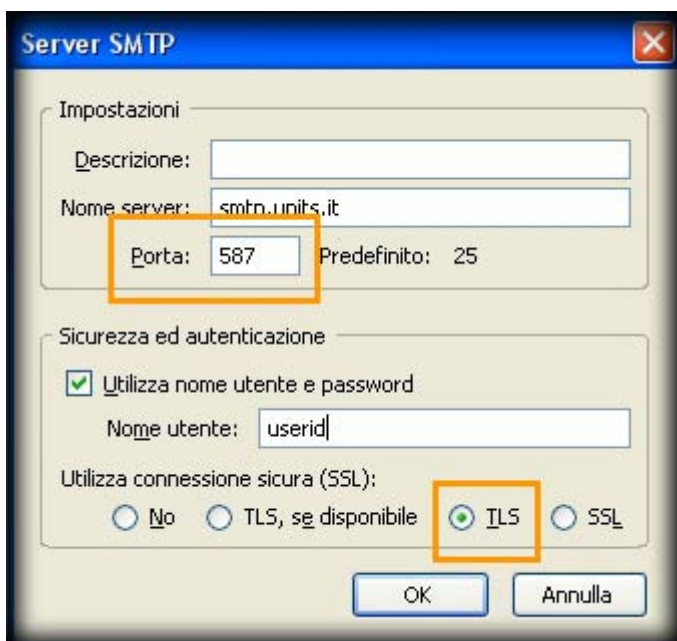 Server SMTP
Impostazioni
Descrizione:
Nome server: smtp.units.it
Porta: 587 Predefinito: 25
Sicurezza ed autenticazione
Utilizza nome utente e password
Nome utente: userid
Utilizza connessione sicura (SSL):
No TLS, se disponibile TLS SSL
OK Annulla